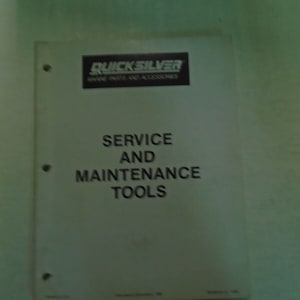 QUICKSILVER
MARINE PARTS AND ACCESSORIES
SERVICE
AND
MAINTENANCE
TOOLS